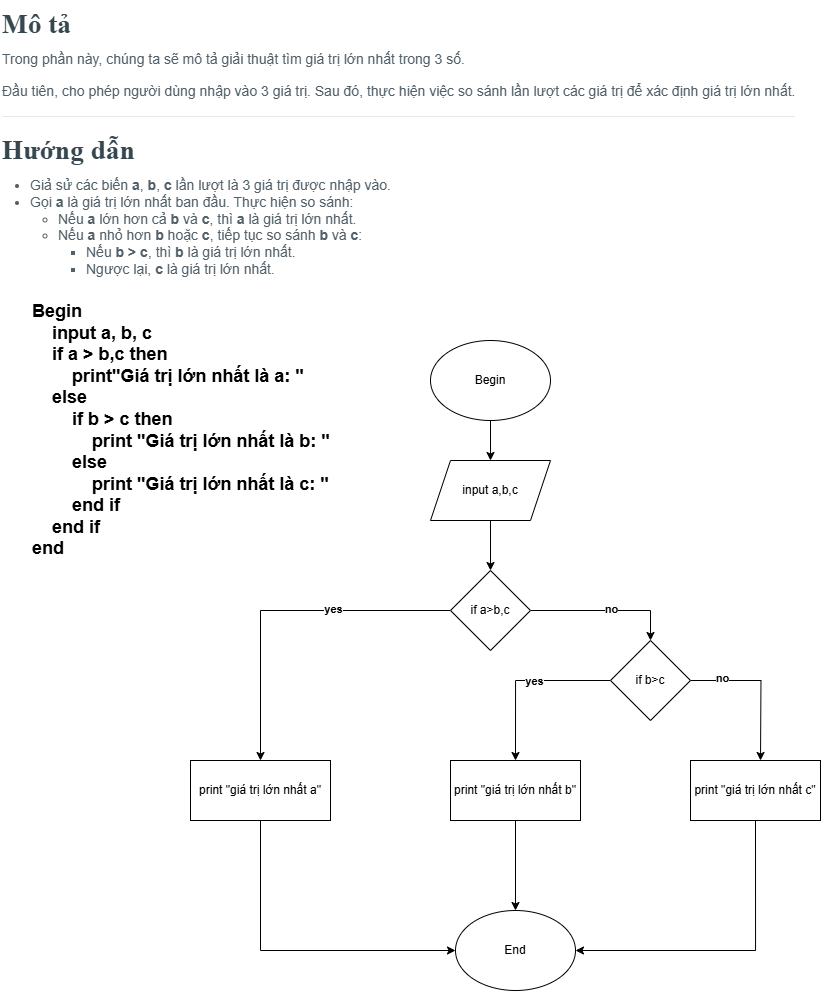 Mô tả
Trong phần này, chúng ta sẽ mô tả giải thuật tìm giá trị lớn nhất trong 3 số.
Đầu tiên, cho phép người dùng nhập vào 3 giá trị. Sau đó, thực hiện việc so sánh lần lượt các giá trị để xác định giá trị lớn nhất.
Hướng dẫn
Giả sử các biến a, b, c lần lượt là 3 giá trị được nhập vào.
Gọi a là giá trị lớn nhất ban đầu. Thực hiện so sánh:
Nếu a lớn hơn cả b và c, thì a là giá trị lớn nhất.
Nếu a nhỏ hơn b hoặc c, tiếp tục so sánh b và c:
Nếu b > c, thì b là giá trị lớn nhất.
Ngược lại, c là giá trị lớn nhất.
Begin
input a, b, c
if a > b,c then
print"Giá trị lớn nhất là a: "
else
if b > c then
print "Giá trị lớn nhất là b: "
else
print "Giá trị lớn nhất là c: "
end if
end if
end
Begin
input a,b,c
if a>b,c
yes
no
if b>c
yes
no
print "giá trị lớn nhất a"
print "giá trị lớn nhất b"
print "giá trị lớn nhất c"
End